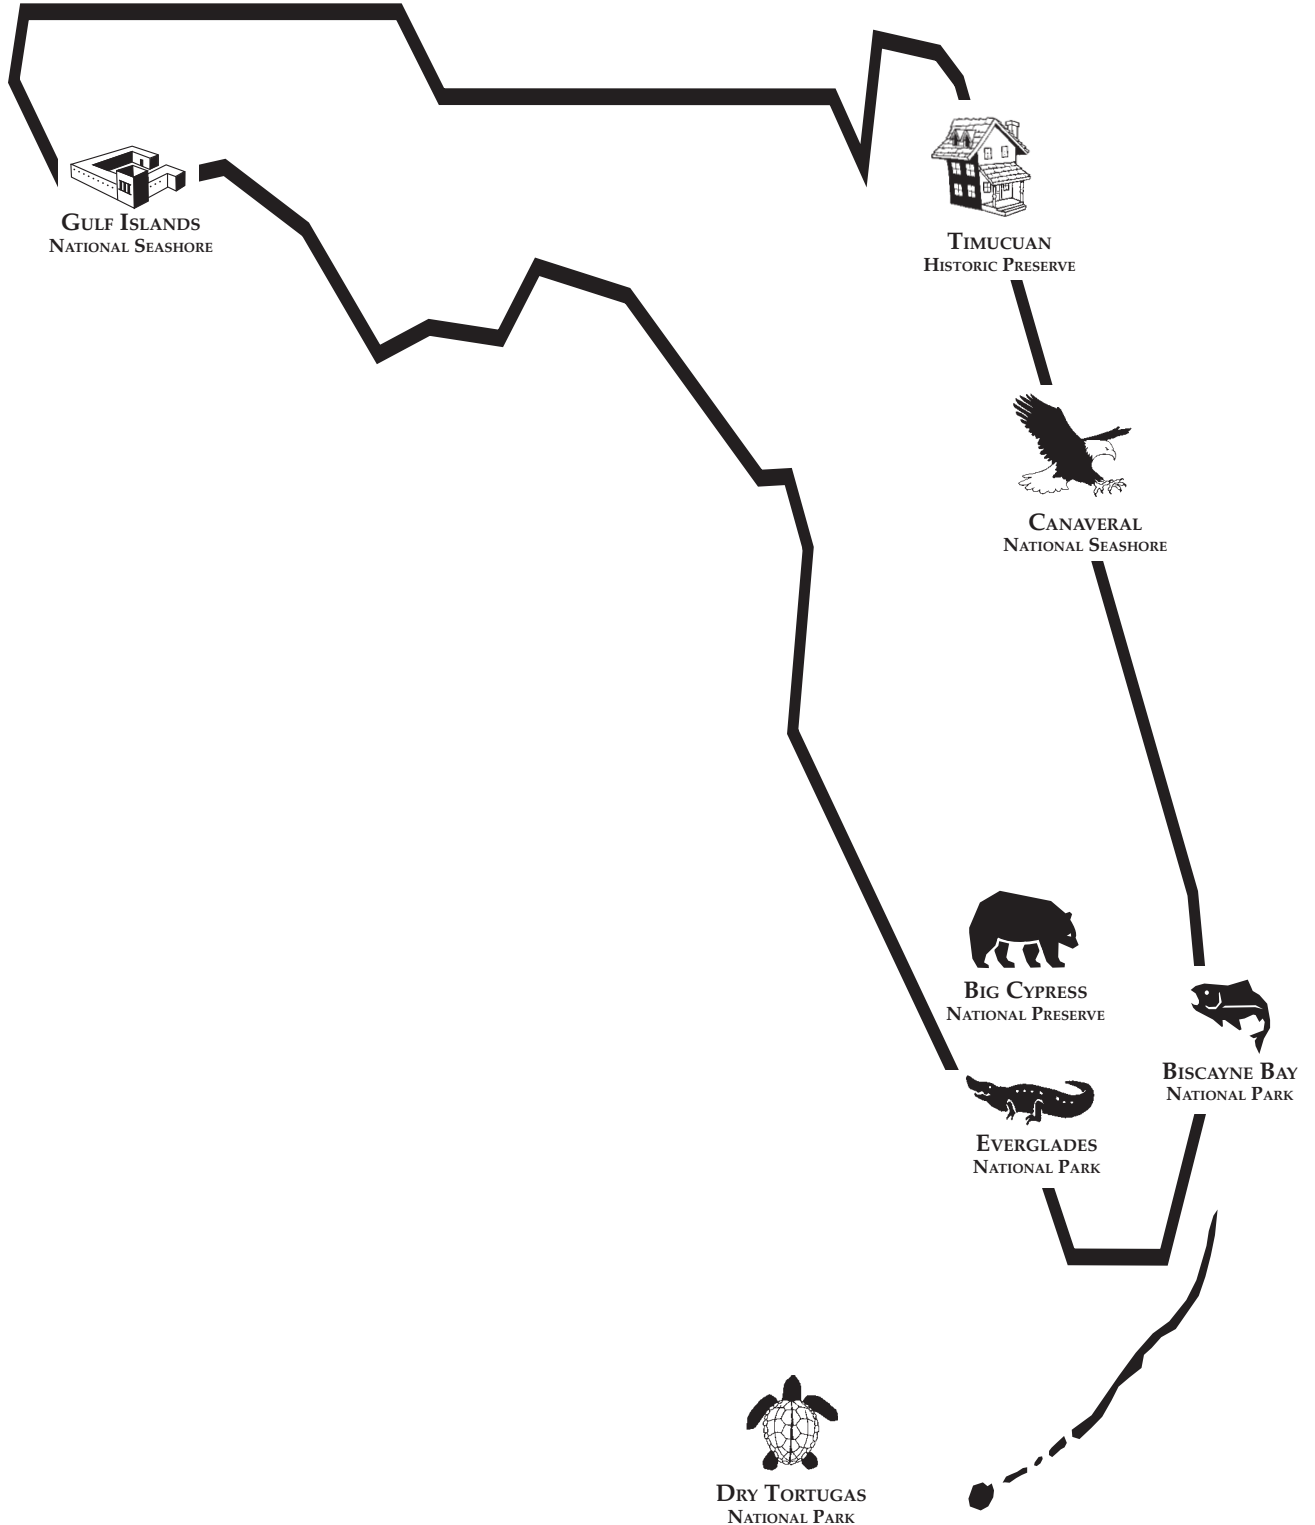 Gulf Islands
National Seashore
Timucuan
Historic Preserve
Canaveral
National Seashore
Big Cypress
National Preserve
Biscayne Bay
National Park
Everglades
National Park
Dry Tortugas
National Park